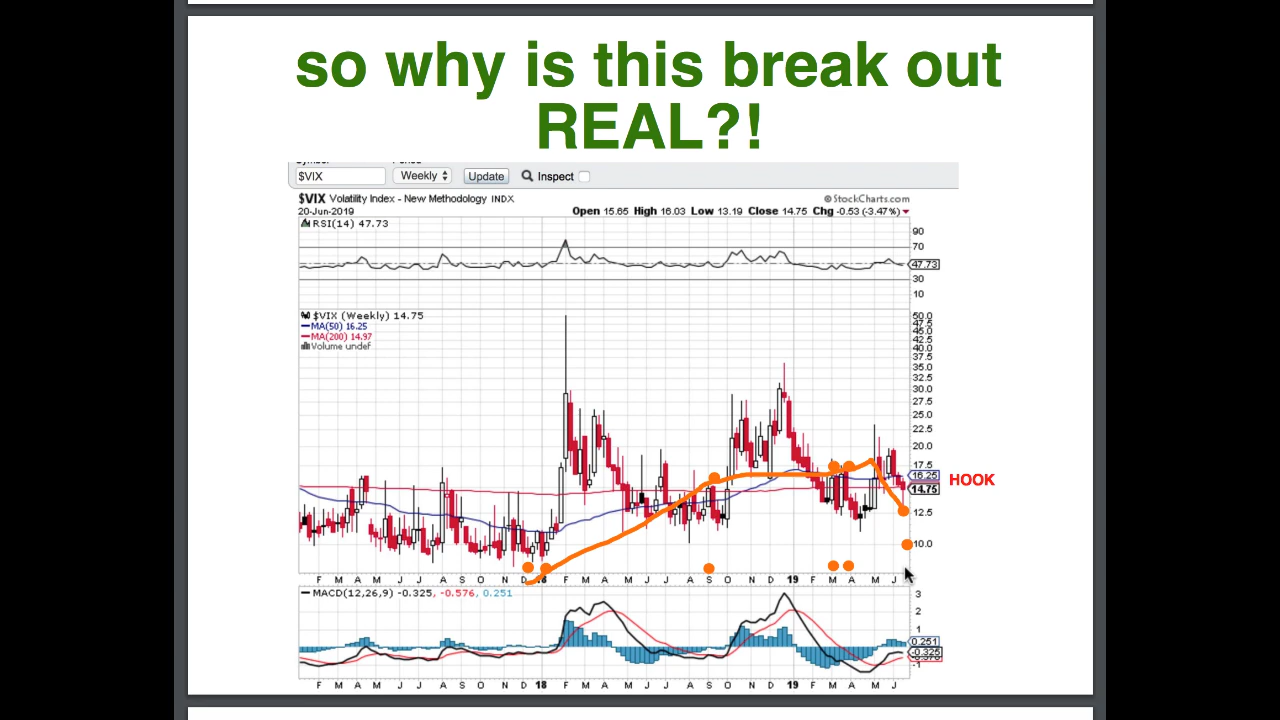 so why is this break out
REAL?!
$VIX Weekly Update Inspect
$VIX Volatility Index - New Methodology INDX © StockCharts.com
20-Jun-2019 Open 15.65 High 16.03 Low 13.19 Close 14.75 Chg -0.53 (-3.47%)
RSI(14) 47.73
90
70
47.73
30
10
$VIX (Weekly) 14.75
MA(50) 16.25
MA(200) 14.97
Volume undef
50.0
47.5
45.0
42.5
40.0
37.5
35.0
32.5
30.0
27.5
25.0
22.5
20.0
17.5
16.25
HOOK
14.75
12.5
10.0
F M A M J J A S O N D 18 F M A M J J A S O N D 19 F M A M J
MACD(12,26,9) -0.325, -0.576, 0.251
3
2
1
0.251
-0.325
-1
F M A M J J A S O N D 18 F M A M J J A S O N D 19 F M A M J